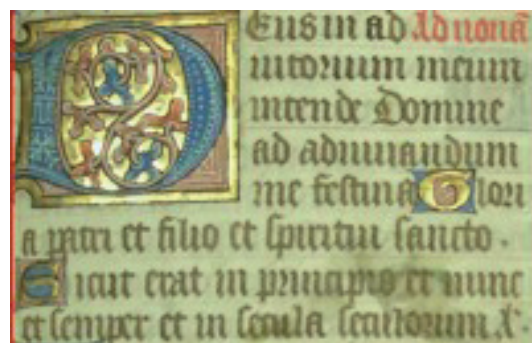 Deus in ad Ad nonā
iutorium meum
intende Domine
ad adiuuandum
me festina Glori
a patri et filio et spiritui sancto.
Sicut erat in principio et nunc
et semper et in secula seculorum